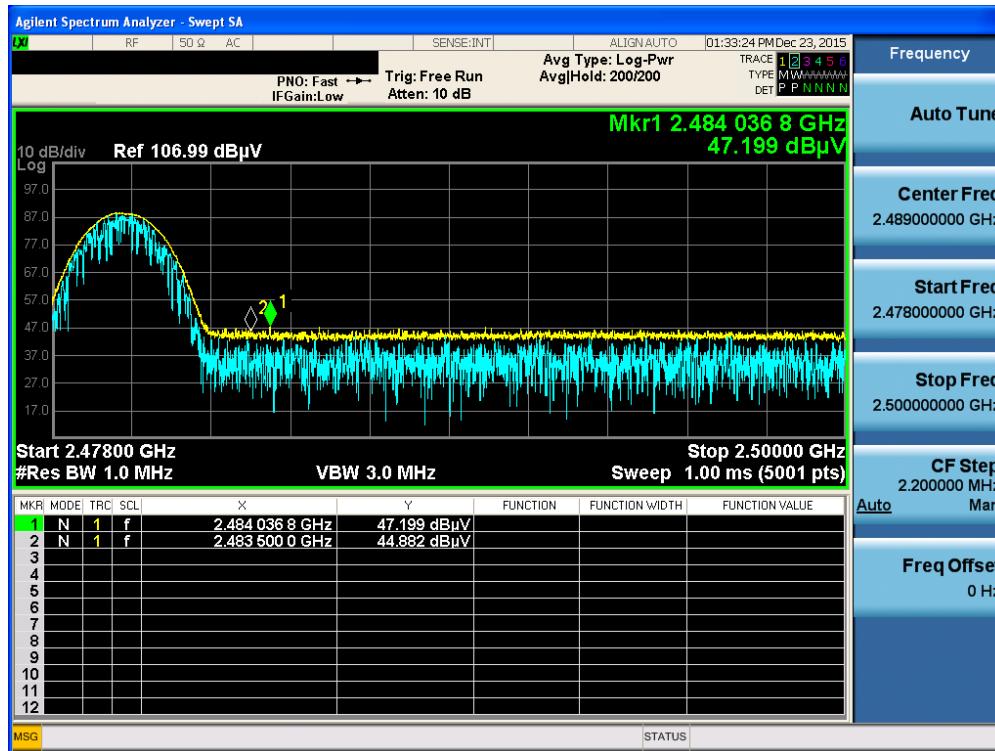 Agilent Spectrum Analyzer - Swept SA
LXI RF 50 Ω AC SENSE:INT ALIGN AUTO 01:33:24 PM Dec 23, 2015
PNO: Fast
IFGain:Low
Trig: Free Run
Atten: 10 dB
Avg Type: Log-Pwr
Avg|Hold: 200/200
TRACE 1 2 3 4 5 6
TYPE M W
DET P P N N N N
Mkr1 2.484 036 8 GHz
47.199 dBµV
10 dB/div Ref 106.99 dBµV
Log
97.0
87.0
77.0
67.0
57.0
47.0
37.0
27.0
17.0
2 1
Start 2.47800 GHz Stop 2.50000 GHz
#Res BW 1.0 MHz VBW 3.0 MHz Sweep 1.00 ms (5001 pts)
MKR MODE TRC SCL X Y FUNCTION FUNCTION WIDTH FUNCTION VALUE
1 N 1 f 2.484 036 8 GHz 47.199 dBµV
2 N 1 f 2.483 500 0 GHz 44.882 dBµV
3
4
5
6
7
8
9
10
11
12
MSG STATUS
Frequency
Auto Tune
Center Freq
2.489000000 GHz
Start Freq
2.478000000 GHz
Stop Freq
2.500000000 GHz
CF Step
2.200000 MHz
Auto Man
Freq Offset
0 Hz